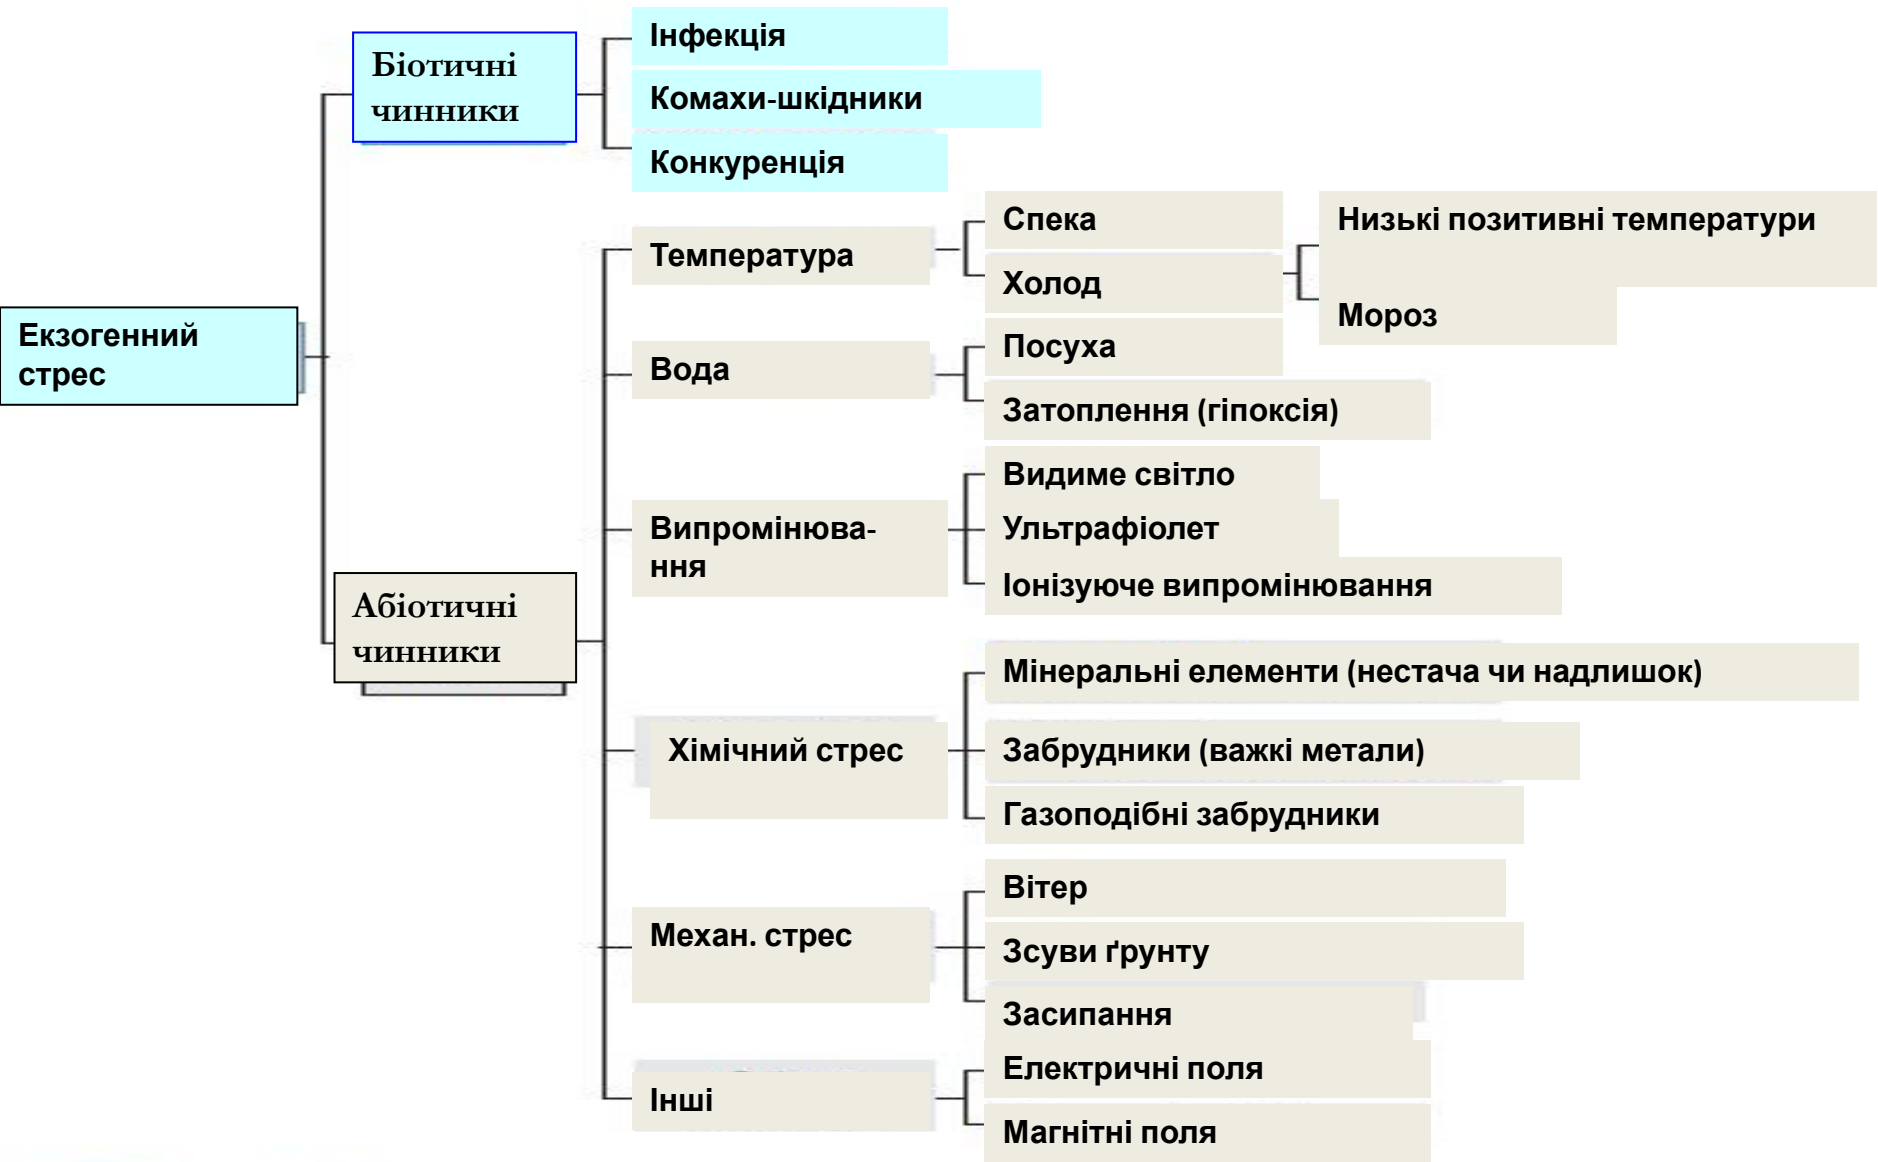 Екзогенний
стрес
Біотичні
чинники
Інфекція
Комахи-шкідники
Конкуренція
Абіотичні
чинники
Температура
Спека
Холод
Низькі позитивні температури
Мороз
Вода
Посуха
Затоплення (гіпоксія)
Випромінюва-
ння
Видиме світло
Ультрафіолет
Іонізуюче випромінювання
Хімічний стрес
Мінеральні елементи (нестача чи надлишок)
Забрудники (важкі метали)
Газоподібні забрудники
Механ. стрес
Вітер
Зсуви ґрунту
Засипання
Інші
Електричні поля
Магнітні поля